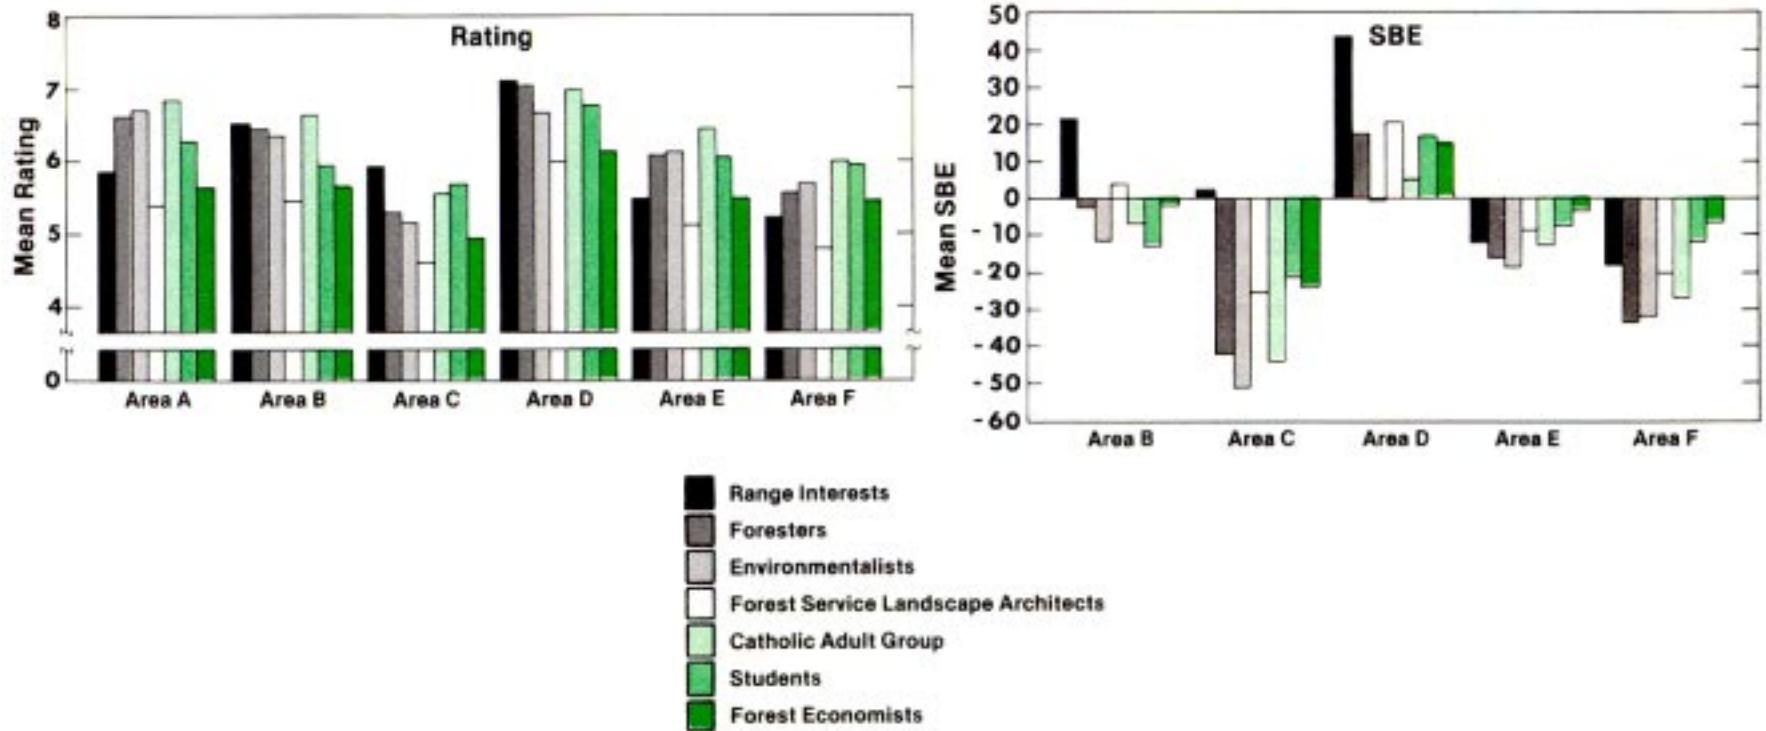 Rating
Mean Rating
8
7
6
5
4
0
Area A
Area B
Area C
Area D
Area E
Area F
SBE
Mean SBE
50
40
30
20
10
0
- 10
- 20
- 30
- 40
- 50
- 60
Area B
Area C
Area D
Area E
Area F
Range Interests
Foresters
Environmentalists
Forest Service Landscape Architects
Catholic Adult Group
Students
Forest Economists